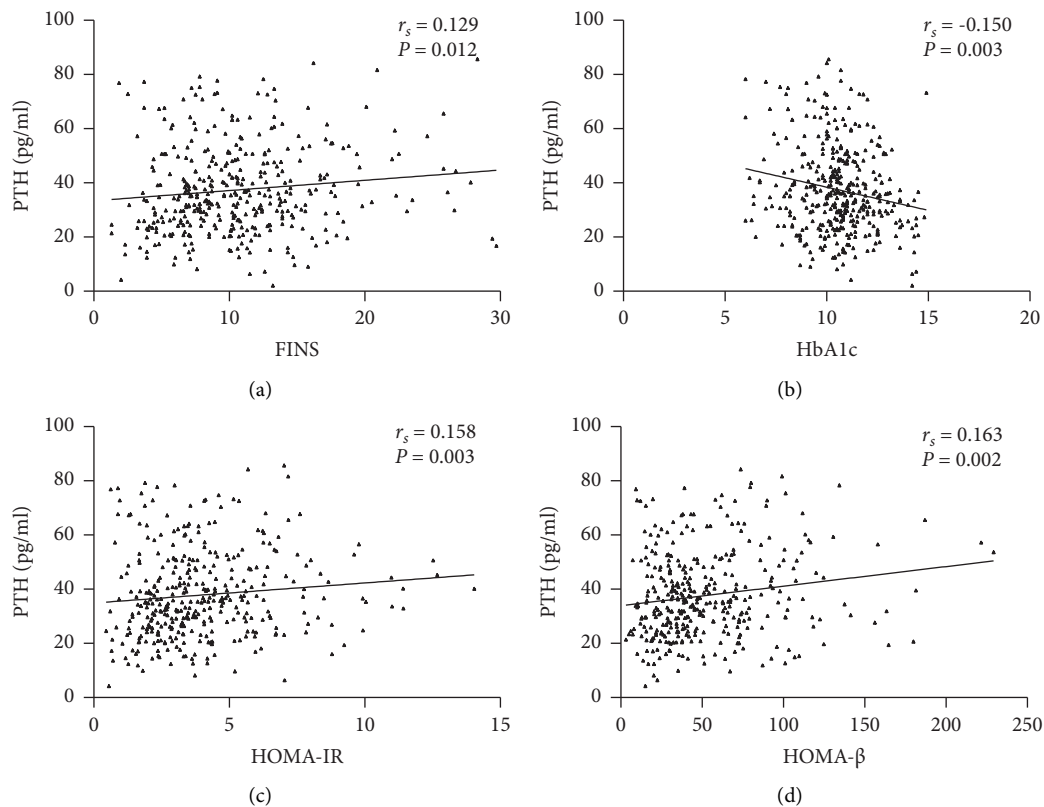 100
80
60
40
20
0
PTH (pg/ml)
r_s = 0.129
P = 0.012
0 10 20 30
FINS
(a)
100
80
60
40
20
0
PTH (pg/ml)
r_s = -0.150
P = 0.003
0 5 10 15 20
HbA1c
(b)
100
80
60
40
20
0
PTH (pg/ml)
r_s = 0.158
P = 0.003
0 5 10 15
HOMA-IR
(c)
100
80
60
40
20
0
PTH (pg/ml)
r_s = 0.163
P = 0.002
0 50 100 150 200 250
HOMA-β
(d)